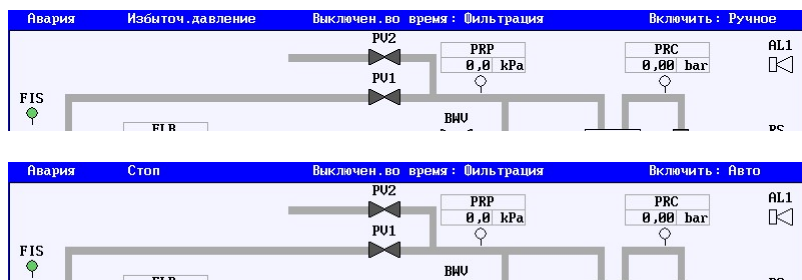 Авария Избыточ.давление Выключен.во время: Фильтрация Включить: Ручное
PV2 PRP PRC AL1
0,0 kPa 0,00 bar
PV1
FIS
BWV
Авария Стоп Выключен.во время: Фильтрация Включить: Авто
PV2 PRP PRC AL1
0,0 kPa 0,00 bar
PV1
FIS
BWV